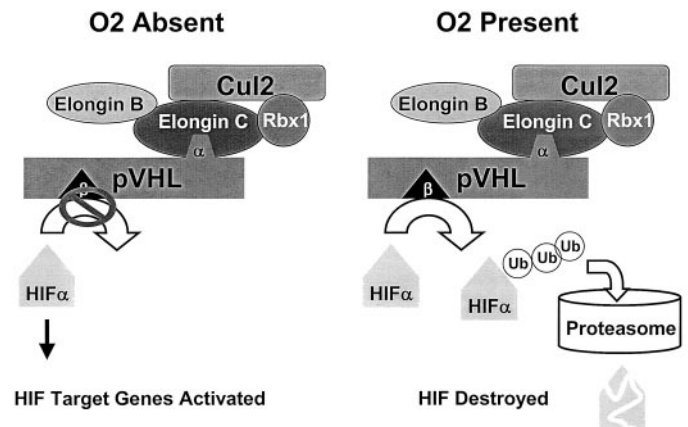 O2 Absent
Cul2
Elongin B
Elongin C
Rbx1
α
pVHL
β
HIFα
HIF Target Genes Activated
O2 Present
Cul2
Elongin B
Elongin C
Rbx1
α
pVHL
β
HIFα
HIFα
Ub
Ub
Ub
Proteasome
HIF Destroyed